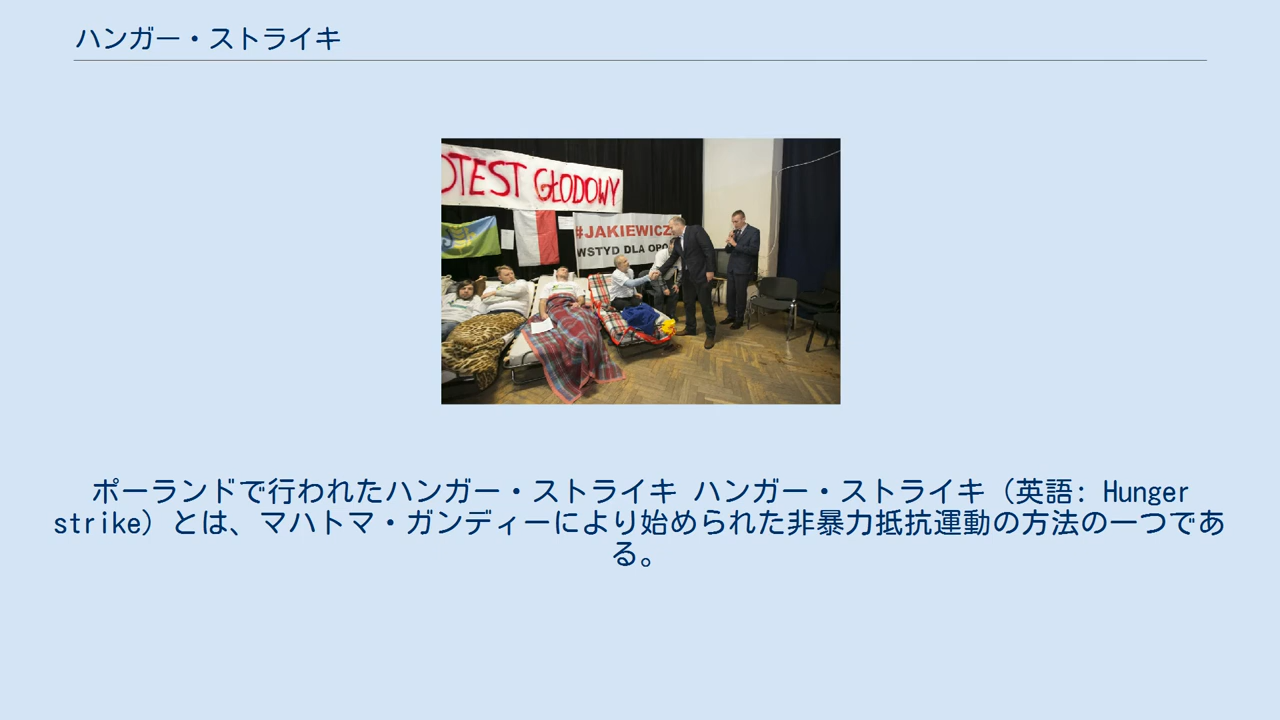 ハンガー・ストライキ
OTEST GŁODOWY
#JAKIEWICZ
WSTYD DLA OPO
ポーランドで行われたハンガー・ストライキ ハンガー・ストライキ（英語: Hunger
strike）とは、マハトマ・ガンディーにより始められた非暴力抵抗運動の方法の一つであ
る。